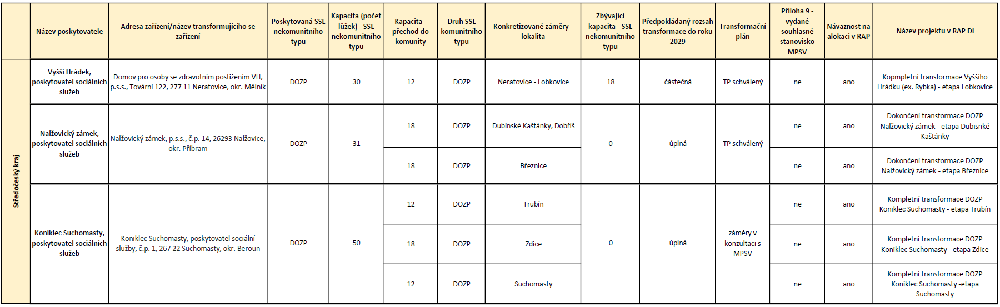 Název poskytovatele
Adresa zařízení/název transformujícího se
zařízení
Poskytovaná SSL
nekomunitního
typu
Kapacita (počet
lůžek) - SSL
nekomunitního
typu
Kapacita -
přechod do
komunity
Druh SSL
komunitního
typu
Konkretizované záměry -
lokalita
Zbývající
kapacita - SSL
nekomunitního
typu
Předpokládaný rozsah
transformace do roku
2029
Transformační
plán
Příloha 9 -
vydané
souhlasné
stanovisko
MPSV
Návaznost na
alokaci v RAP
Název projektu v RAP DI
Středočeský kraj
Vyšší Hrádek,
poskytovatel sociálních
služeb
Domov pro osoby se zdravotním postižením VH,
p.s.s., Tovární 122, 277 11 Neratovice, okr. Mělník
DOZP
30
12
DOZP
Neratovice - Lobkovice
18
částečná
TP schválený
ne
ano
Kopmpletní transformace Vyššího
Hrádku (ex. Rybka) - etapa Lobkovice
Nalžovický zámek,
poskytovatel sociálních
služeb
Nalžovický zámek, p.s.s., č.p. 14, 26293 Nalžovice,
okr. Příbram
DOZP
31
18
DOZP
Dubinské Kaštánky, Dobříš
0
úplná
TP schválený
ne
ano
Dokončení transformace DOZP
Nalžovický zámek - etapa Dubisnké
Kaštánky
18
DOZP
Březnice
ne
ano
Dokončení transformace DOZP
Nalžovický zámek - etapa Březnice
Koniklec Suchomasty,
poskytovatel sociálních
služeb
Koniklec Suchomasty, poskytovatel sociální
služby, č.p. 1, 267 22 Suchomasty, okr. Beroun
DOZP
50
12
DOZP
Trubín
0
úplná
záměry v
konzultaci s
MPSV
ne
ano
Kompletní transformace DOZP
Koniklec Suchomasty - etapa Trubín
18
DOZP
Zdice
ne
ano
Kompletní transformace DOZP
Koniklec Suchomasty - etapa Zdice
12
DOZP
Suchomasty
ne
ano
Kompletní transformace DOZP
Koniklec Suchomasty -etapa
Suchomasty